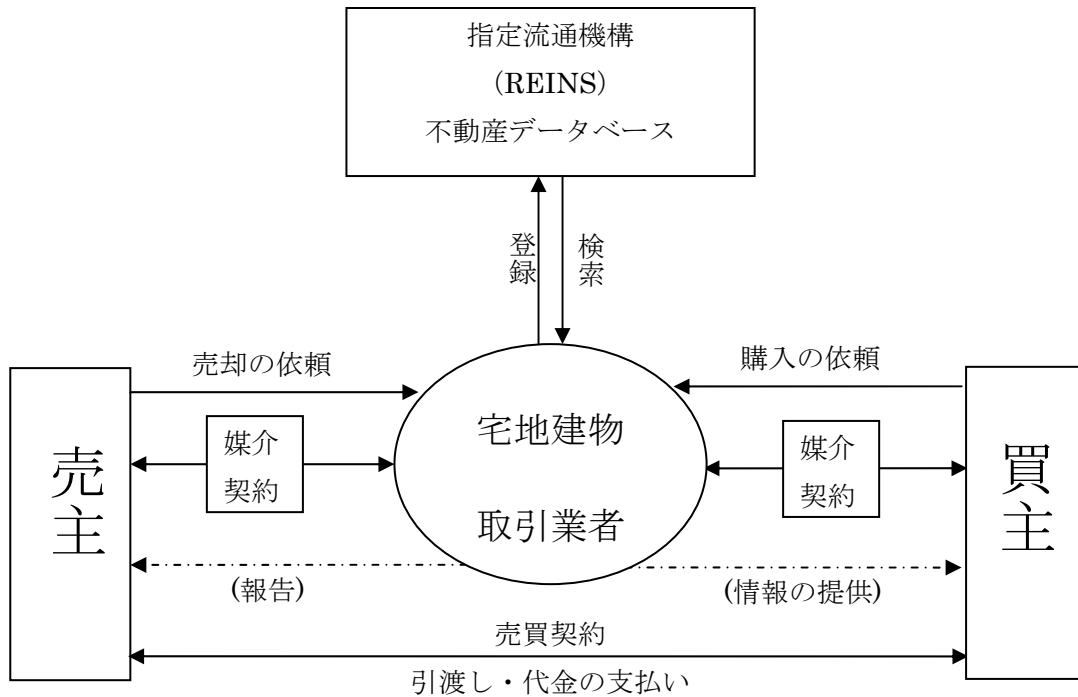 指定流通機構
(REINS)
不動産データベース
登録
検索
売却の依頼
購入の依頼
売主
媒介
契約
宅地建物
取引業者
媒介
契約
買主
(報告)
(情報の提供)
売買契約
引渡し・代金の支払い